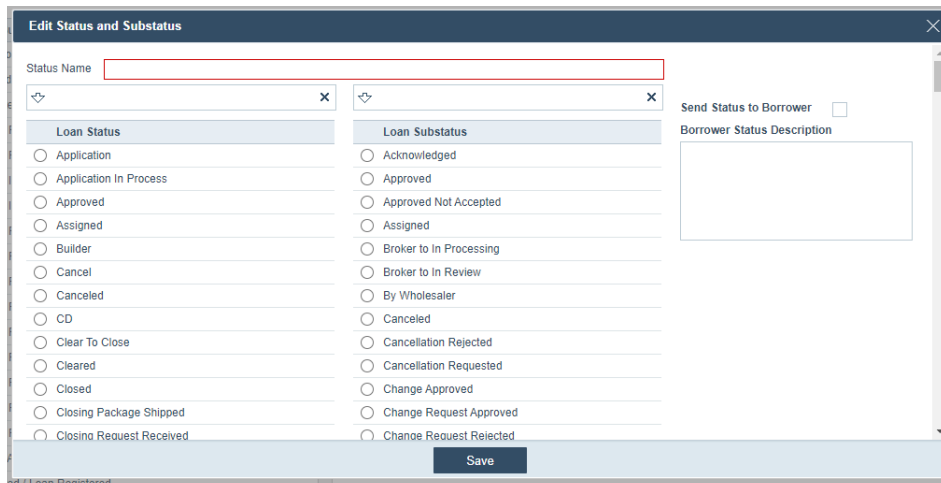 Edit Status and Substatus
Status Name
Loan Status
Application
Application In Process
Approved
Assigned
Builder
Cancel
Canceled
CD
Clear To Close
Cleared
Closed
Closing Package Shipped
Closing Request Received
Loan Substatus
Acknowledged
Approved
Approved Not Accepted
Assigned
Broker to In Processing
Broker to In Review
By Wholesaler
Canceled
Cancellation Rejected
Cancellation Requested
Change Approved
Change Request Approved
Change Request Rejected
Send Status to Borrower
Borrower Status Description
Save
/ Loan Registered